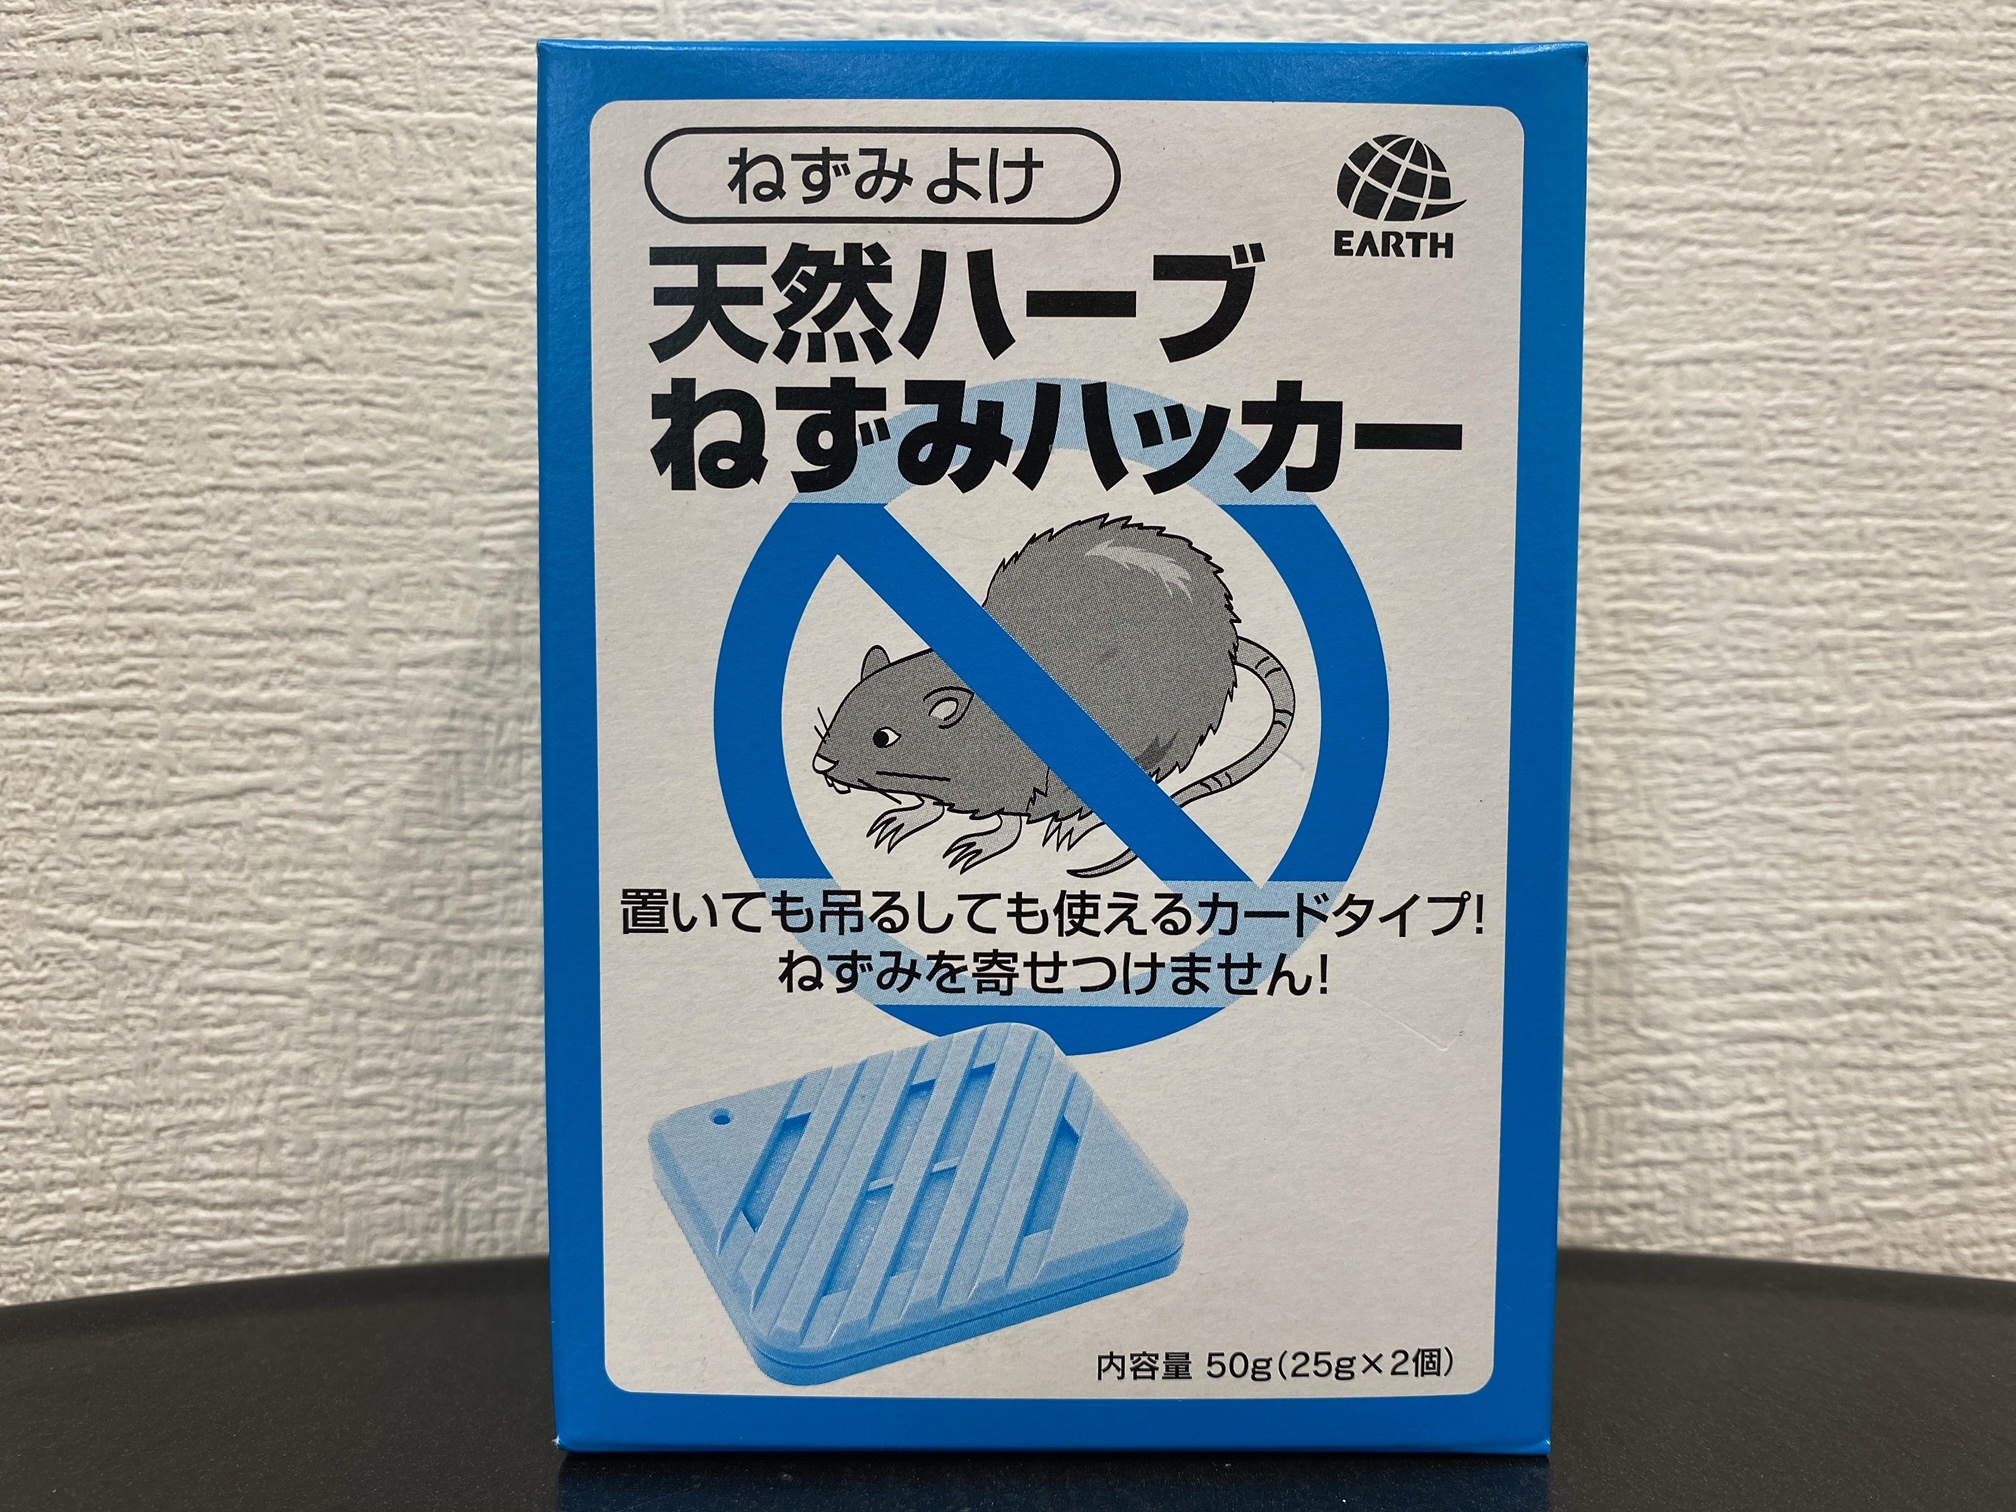 ねずみよけ
EARTH
天然ハーブ
ねずみハッカー
置いても吊るしても使えるカードタイプ!
ねずみを寄せつけません!
内容量 50g(25g×2個)